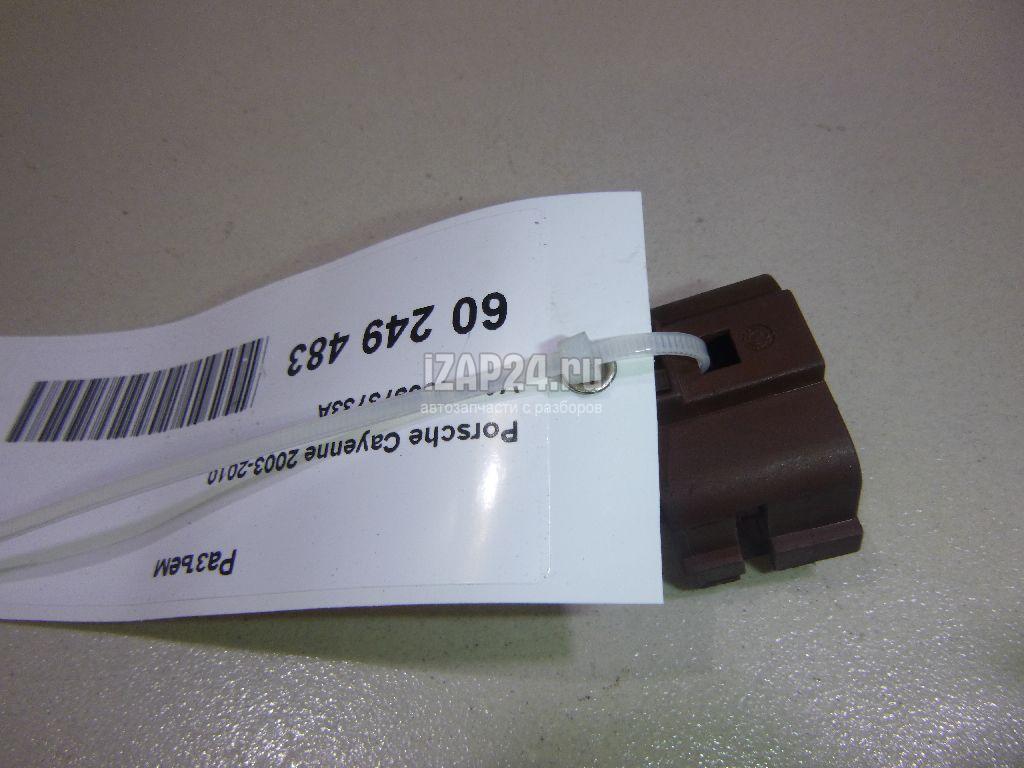 Разъем
Porsche Cayenne 2003-2010
60 249 483
iZAP24.ru
автозапчасти с разборов